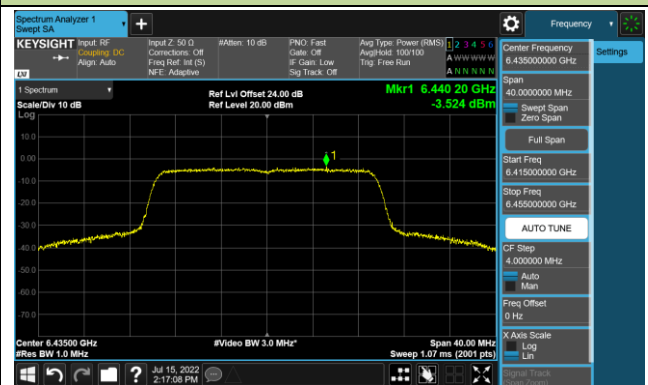 Spectrum Analyzer 1
Swept SA
Frequency
KEYSIGHT
Input: RF
Coupling: DC
Align: Auto
Input Z: 50 Ω
Corrections: Off
Freq Ref: Int (S)
NFE: Adaptive
#Atten: 10 dB
PNO: Fast
Gate: Off
IF Gain: Low
Sig Track: Off
Avg Type: Power (RMS)
Avg|Hold: 100/100
Trig: Free Run
1 2 3 4 5 6
A W W W W W
A N N N N N
LXI
1 Spectrum
Scale/Div 10 dB
Log
Ref Lvl Offset 24.00 dB
Ref Level 20.00 dBm
Mkr1 6.440 20 GHz
-3.524 dBm
10.0
0.00
-10.0
-20.0
-30.0
-40.0
-50.0
-60.0
-70.0
1
Center 6.43500 GHz
#Res BW 1.0 MHz
#Video BW 3.0 MHz*
Span 40.00 MHz
Sweep 1.07 ms (2001 pts)
Jul 15, 2022
2:17:08 PM
Center Frequency
6.435000000 GHz
Span
40.0000000 MHz
Swept Span
Zero Span
Full Span
Start Freq
6.415000000 GHz
Stop Freq
6.455000000 GHz
AUTO TUNE
CF Step
4.000000 MHz
Auto
Man
Freq Offset
0 Hz
X Axis Scale
Log
Lin
Signal Track
(Span Zoom)
Settings